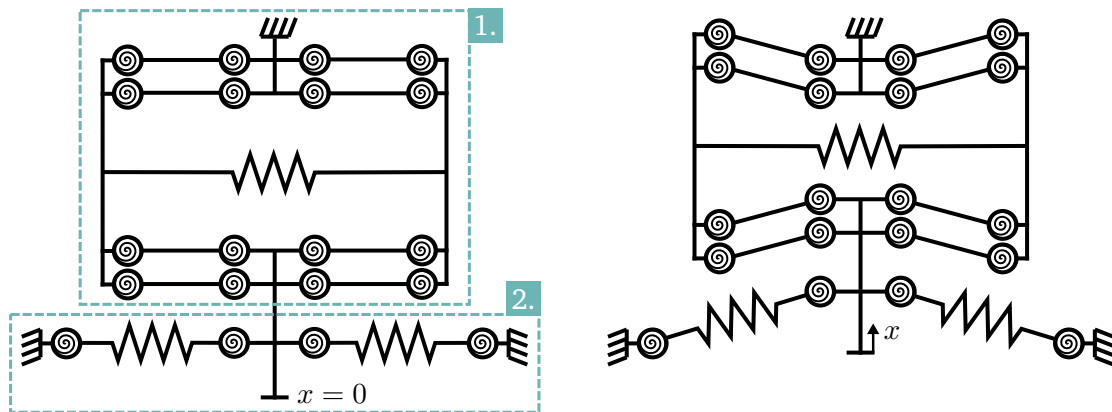 1.
2.
x = 0
x